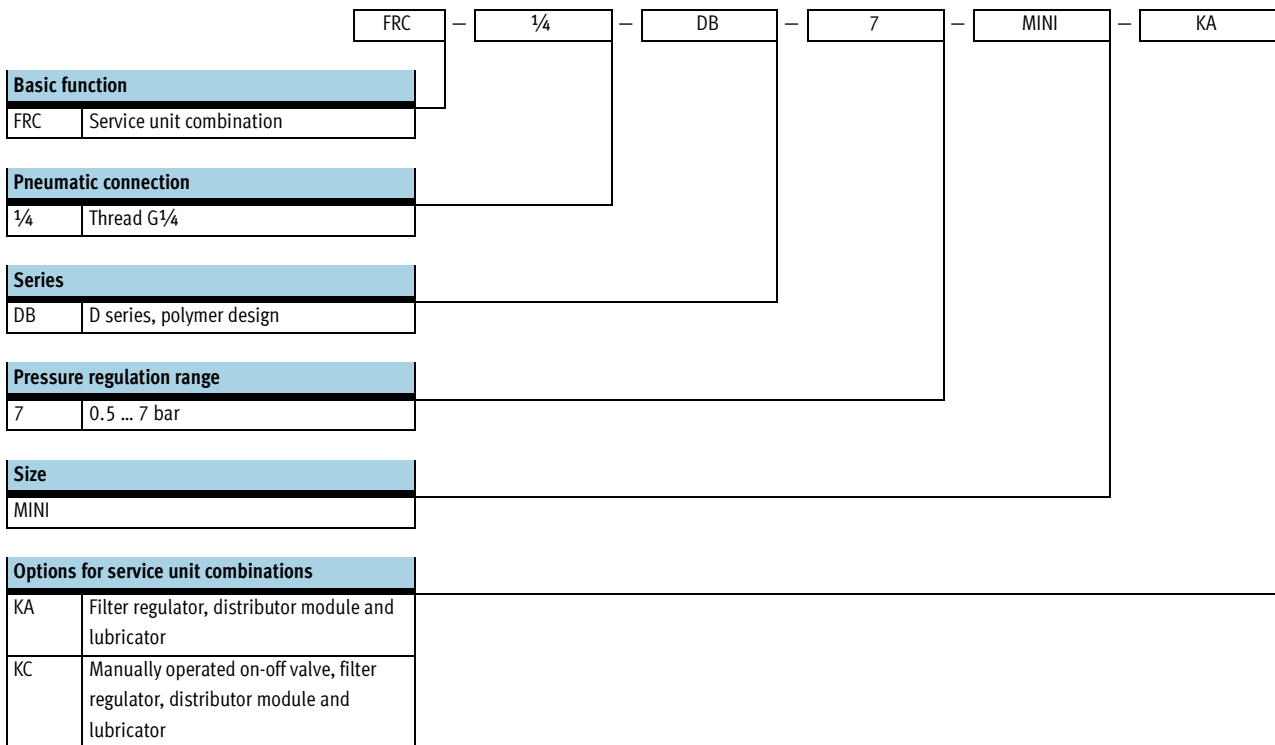 FRC – ¼ – DB – 7 – MINI – KA
Basic function
FRC Service unit combination
Pneumatic connection
¼ Thread G¼
Series
DB D series, polymer design
Pressure regulation range
7 0.5 ... 7 bar
Size
MINI
Options for service unit combinations
KA Filter regulator, distributor module and
lubricator
KC Manually operated on-off valve, filter
regulator, distributor module and
lubricator